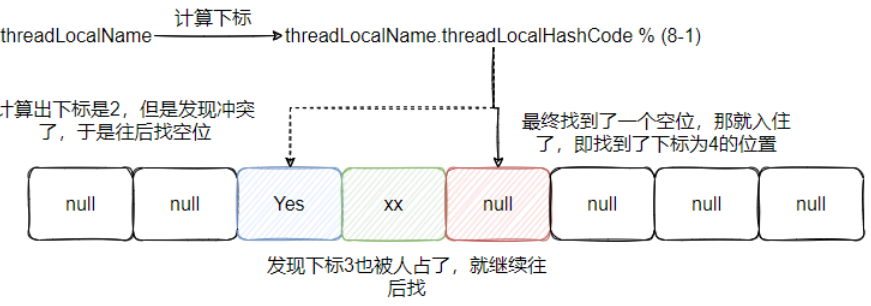 计算下标
threadLocalName
threadLocalName.threadLocalHashCode % (8-1)
计算出下标是2，但是发现冲突
了，于是往后找空位
最终找到了一个空位，那就入住
了，即找到了下标为4的位置
null
null
Yes
xx
null
null
null
null
发现下标3也被人占了，就继续往
后找